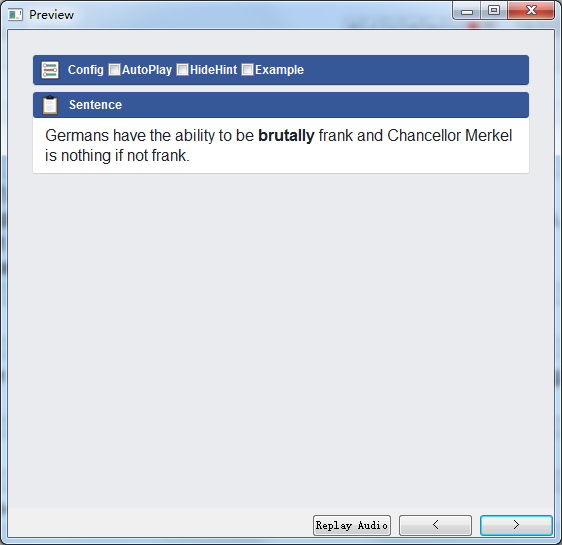 Preview
Config AutoPlay HideHint Example
Sentence
Germans have the ability to be brutally frank and Chancellor Merkel
is nothing if not frank.
Replay Audio < >